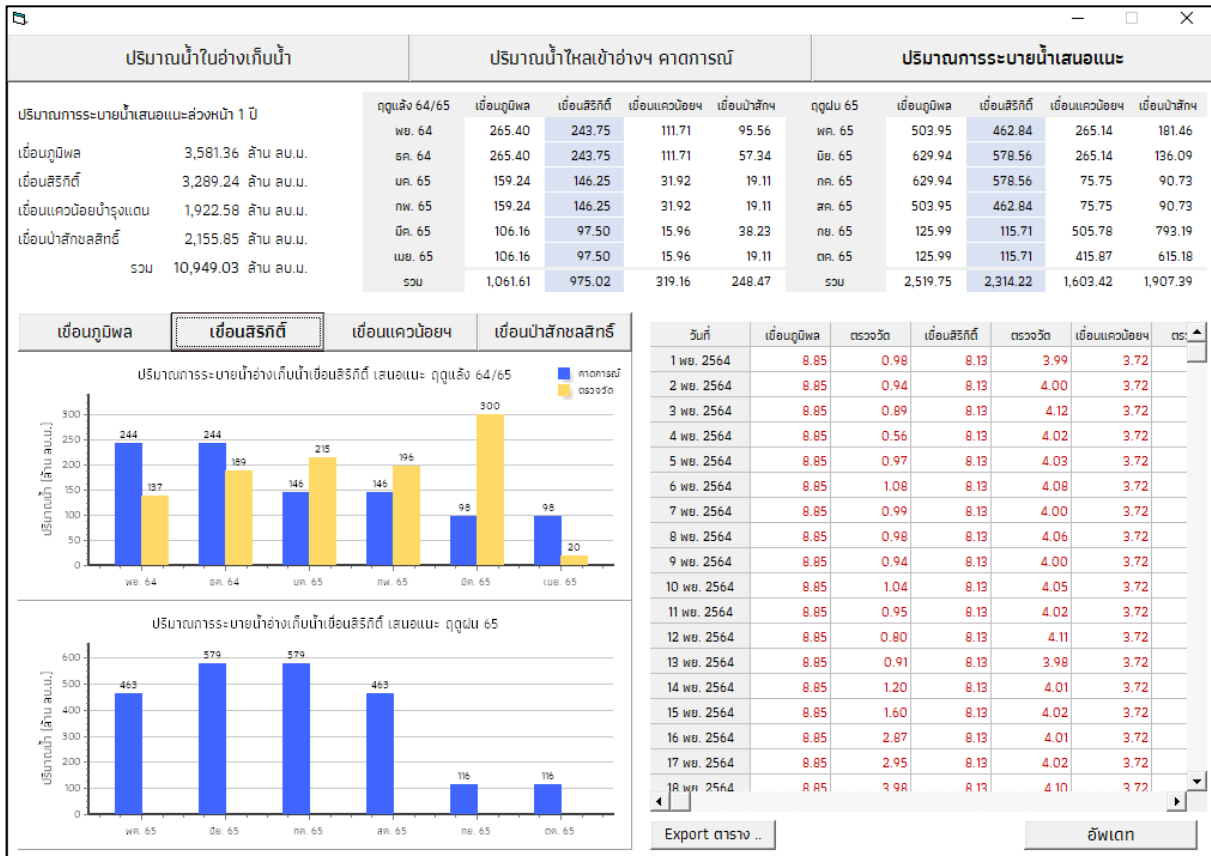 ปริมาณน้ำในอ่างเก็บน้ำ ปริมาณน้ำไหลเข้าอ่างฯ คาดการณ์ ปริมาณการระบายน้ำเสนอแนะ
ปริมาณการระบายน้ำเสนอแนะล่วงหน้า 1 ปี
เขื่อนภูมิพล 3,581.36 ล้าน ลบ.ม.
เขื่อนสิริกิติ์ 3,289.24 ล้าน ลบ.ม.
เขื่อนแควน้อยบำรุงแดน 1,922.58 ล้าน ลบ.ม.
เขื่อนป่าสักชลสิทธิ์ 2,155.85 ล้าน ลบ.ม.
รวม 10,949.03 ล้าน ลบ.ม.
ฤดูแล้ง 64/65 เขื่อนภูมิพล เขื่อนสิริกิติ์ เขื่อนแควน้อยฯ เขื่อนป่าสักฯ ฤดูฝน 65 เขื่อนภูมิพล เขื่อนสิริกิติ์ เขื่อนแควน้อยฯ เขื่อนป่าสักฯ
พย. 64 265.40 243.75 111.71 95.56 พค. 65 503.95 462.84 265.14 181.46
ธค. 64 265.40 243.75 111.71 57.34 มิย. 65 629.94 578.56 265.14 136.09
มค. 65 159.24 146.25 31.92 19.11 กค. 65 629.94 578.56 75.75 90.73
กพ. 65 159.24 146.25 31.92 19.11 สค. 65 503.95 462.84 75.75 90.73
มีค. 65 106.16 97.50 15.96 38.23 กย. 65 125.99 115.71 505.78 793.19
เมย. 65 106.16 97.50 15.96 19.11 ตค. 65 125.99 115.71 415.87 615.18
รวม 1,061.61 975.02 319.16 248.47 รวม 2,519.75 2,314.22 1,603.42 1,907.39
เขื่อนภูมิพล เขื่อนสิริกิติ์ เขื่อนแควน้อยฯ เขื่อนป่าสักชลสิทธิ์
ปริมาณการระบายน้ำอ่างเก็บน้ำเขื่อนสิริกิติ์ เสนอแนะ ฤดูแล้ง 64/65
คาดการณ์
ตรวจวัด
ปริมาณน้ำ (ล้าน ลบ.ม.)
300
250
200
150
100
50
0
244 137 244 189 146 215 146 196 98 300 98 20
พย. 64 ธค. 64 มค. 65 กพ. 65 มีค. 65 เมย. 65
ปริมาณการระบายน้ำอ่างเก็บน้ำเขื่อนสิริกิติ์ เสนอแนะ ฤดูฝน 65
ปริมาณน้ำ (ล้าน ลบ.ม.)
600
500
400
300
200
100
0
463 579 579 463 116 116
พค. 65 มิย. 65 กค. 65 สค. 65 กย. 65 ตค. 65
วันที่ เขื่อนภูมิพล ตรวจวัด เขื่อนสิริกิติ์ ตรวจวัด เขื่อนแควน้อยฯ
1 พย. 2564 8.85 0.98 8.13 3.99 3.72
2 พย. 2564 8.85 0.94 8.13 4.00 3.72
3 พย. 2564 8.85 0.89 8.13 4.12 3.72
4 พย. 2564 8.85 0.56 8.13 4.02 3.72
5 พย. 2564 8.85 0.97 8.13 4.03 3.72
6 พย. 2564 8.85 1.08 8.13 4.08 3.72
7 พย. 2564 8.85 0.99 8.13 4.00 3.72
8 พย. 2564 8.85 0.98 8.13 4.06 3.72
9 พย. 2564 8.85 0.94 8.13 4.00 3.72
10 พย. 2564 8.85 1.04 8.13 4.05 3.72
11 พย. 2564 8.85 0.95 8.13 4.02 3.72
12 พย. 2564 8.85 0.80 8.13 4.11 3.72
13 พย. 2564 8.85 0.91 8.13 3.98 3.72
14 พย. 2564 8.85 1.20 8.13 4.01 3.72
15 พย. 2564 8.85 1.60 8.13 4.02 3.72
16 พย. 2564 8.85 2.87 8.13 4.01 3.72
17 พย. 2564 8.85 2.95 8.13 4.02 3.72
18 พย. 2564 8.85 3.98 8.13 4.10 3.72
Export ตาราง .. อัพเดท